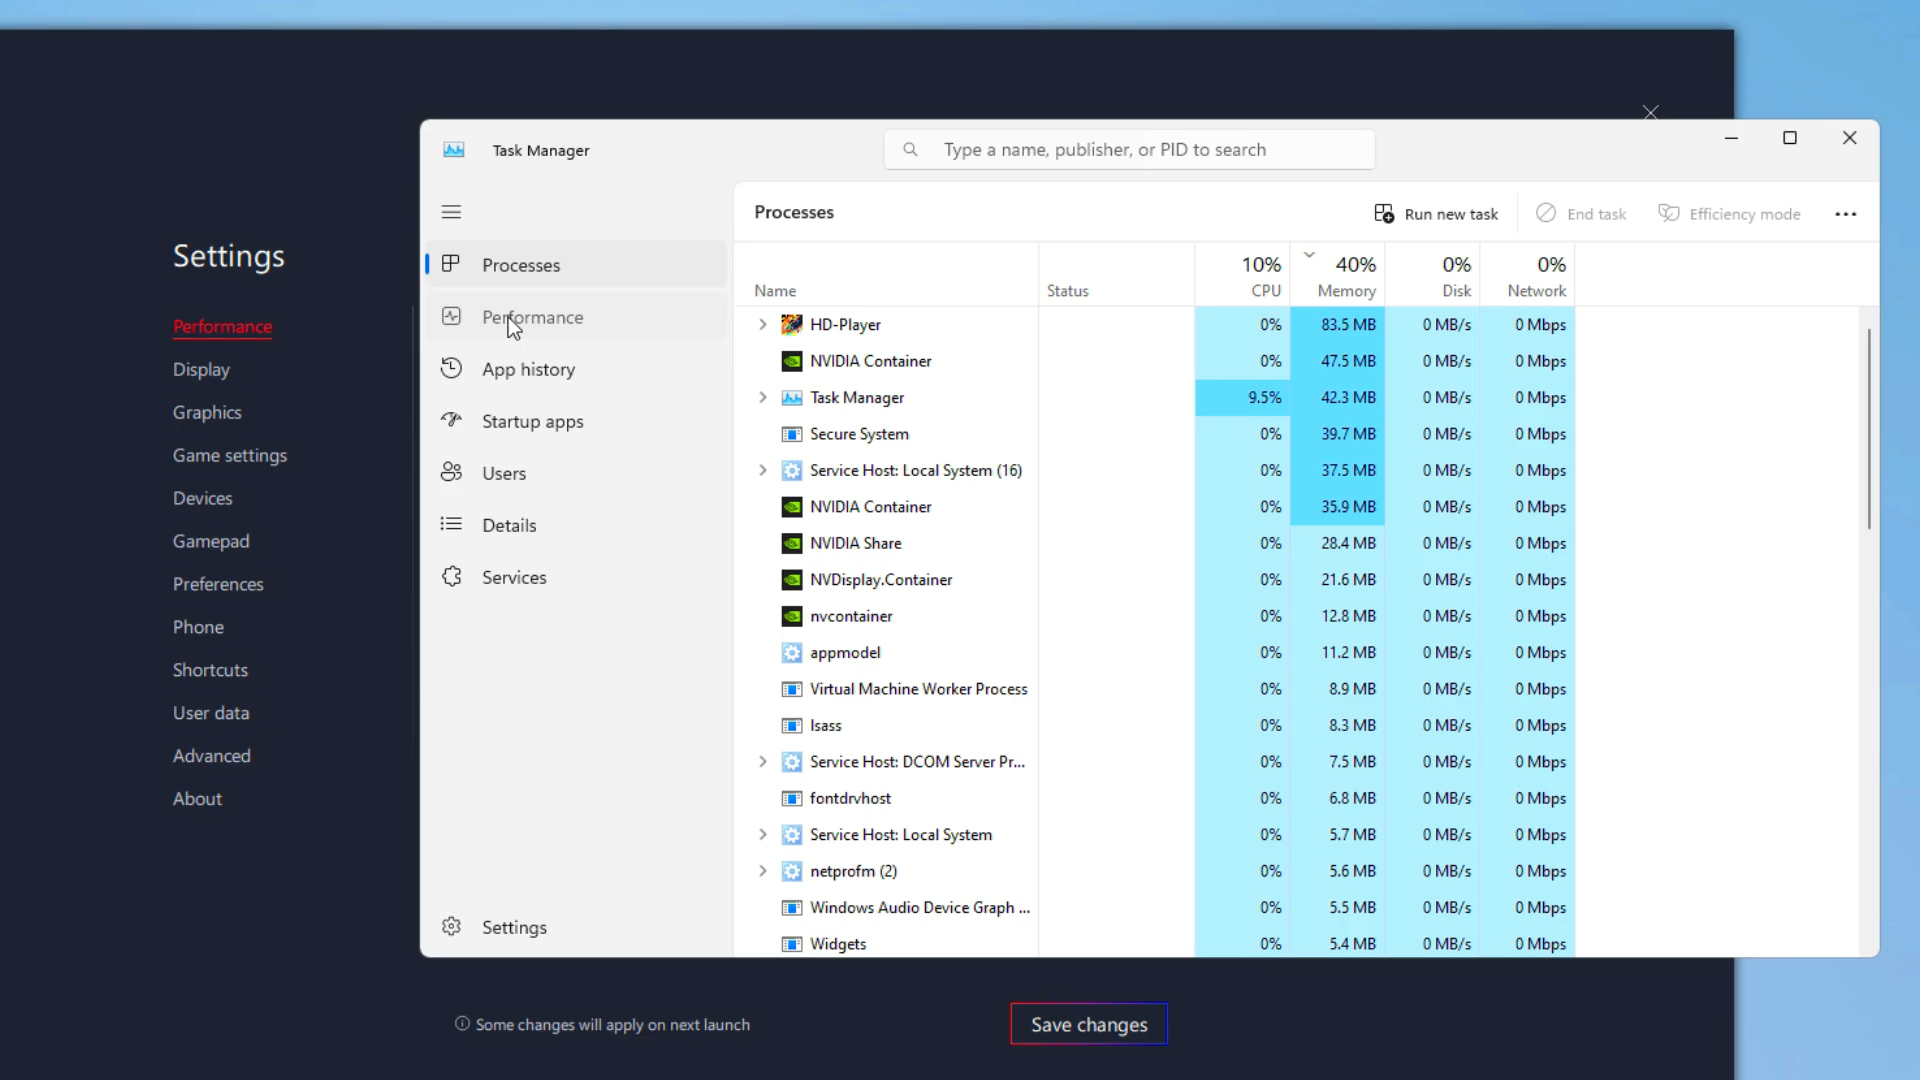 Task Manager
Type a name, publisher, or PID to search
Processes
Run new task
End task
Efficiency mode
Settings
Performance
Display
Graphics
Game settings
Devices
Gamepad
Preferences
Phone
Shortcuts
User data
Advanced
About
Processes
Performance
App history
Startup apps
Users
Details
Services
Settings
10% 40% 0% 0%
Name Status CPU Memory Disk Network
HD-Player 0% 83.5 MB 0 MB/s 0 Mbps
NVIDIA Container 0% 47.5 MB 0 MB/s 0 Mbps
Task Manager 9.5% 42.3 MB 0 MB/s 0 Mbps
Secure System 0% 39.7 MB 0 MB/s 0 Mbps
Service Host: Local System (16) 0% 37.5 MB 0 MB/s 0 Mbps
NVIDIA Container 0% 35.9 MB 0 MB/s 0 Mbps
NVIDIA Share 0% 28.4 MB 0 MB/s 0 Mbps
NVDisplay.Container 0% 21.6 MB 0 MB/s 0 Mbps
nvcontainer 0% 12.8 MB 0 MB/s 0 Mbps
appmodel 0% 11.2 MB 0 MB/s 0 Mbps
Virtual Machine Worker Process 0% 8.9 MB 0 MB/s 0 Mbps
lsass 0% 8.3 MB 0 MB/s 0 Mbps
Service Host: DCOM Server Pr... 0% 7.5 MB 0 MB/s 0 Mbps
fontdrvhost 0% 6.8 MB 0 MB/s 0 Mbps
Service Host: Local System 0% 5.7 MB 0 MB/s 0 Mbps
netprofm (2) 0% 5.6 MB 0 MB/s 0 Mbps
Windows Audio Device Graph ... 0% 5.5 MB 0 MB/s 0 Mbps
Widgets 0% 5.4 MB 0 MB/s 0 Mbps
Some changes will apply on next launch
Save changes